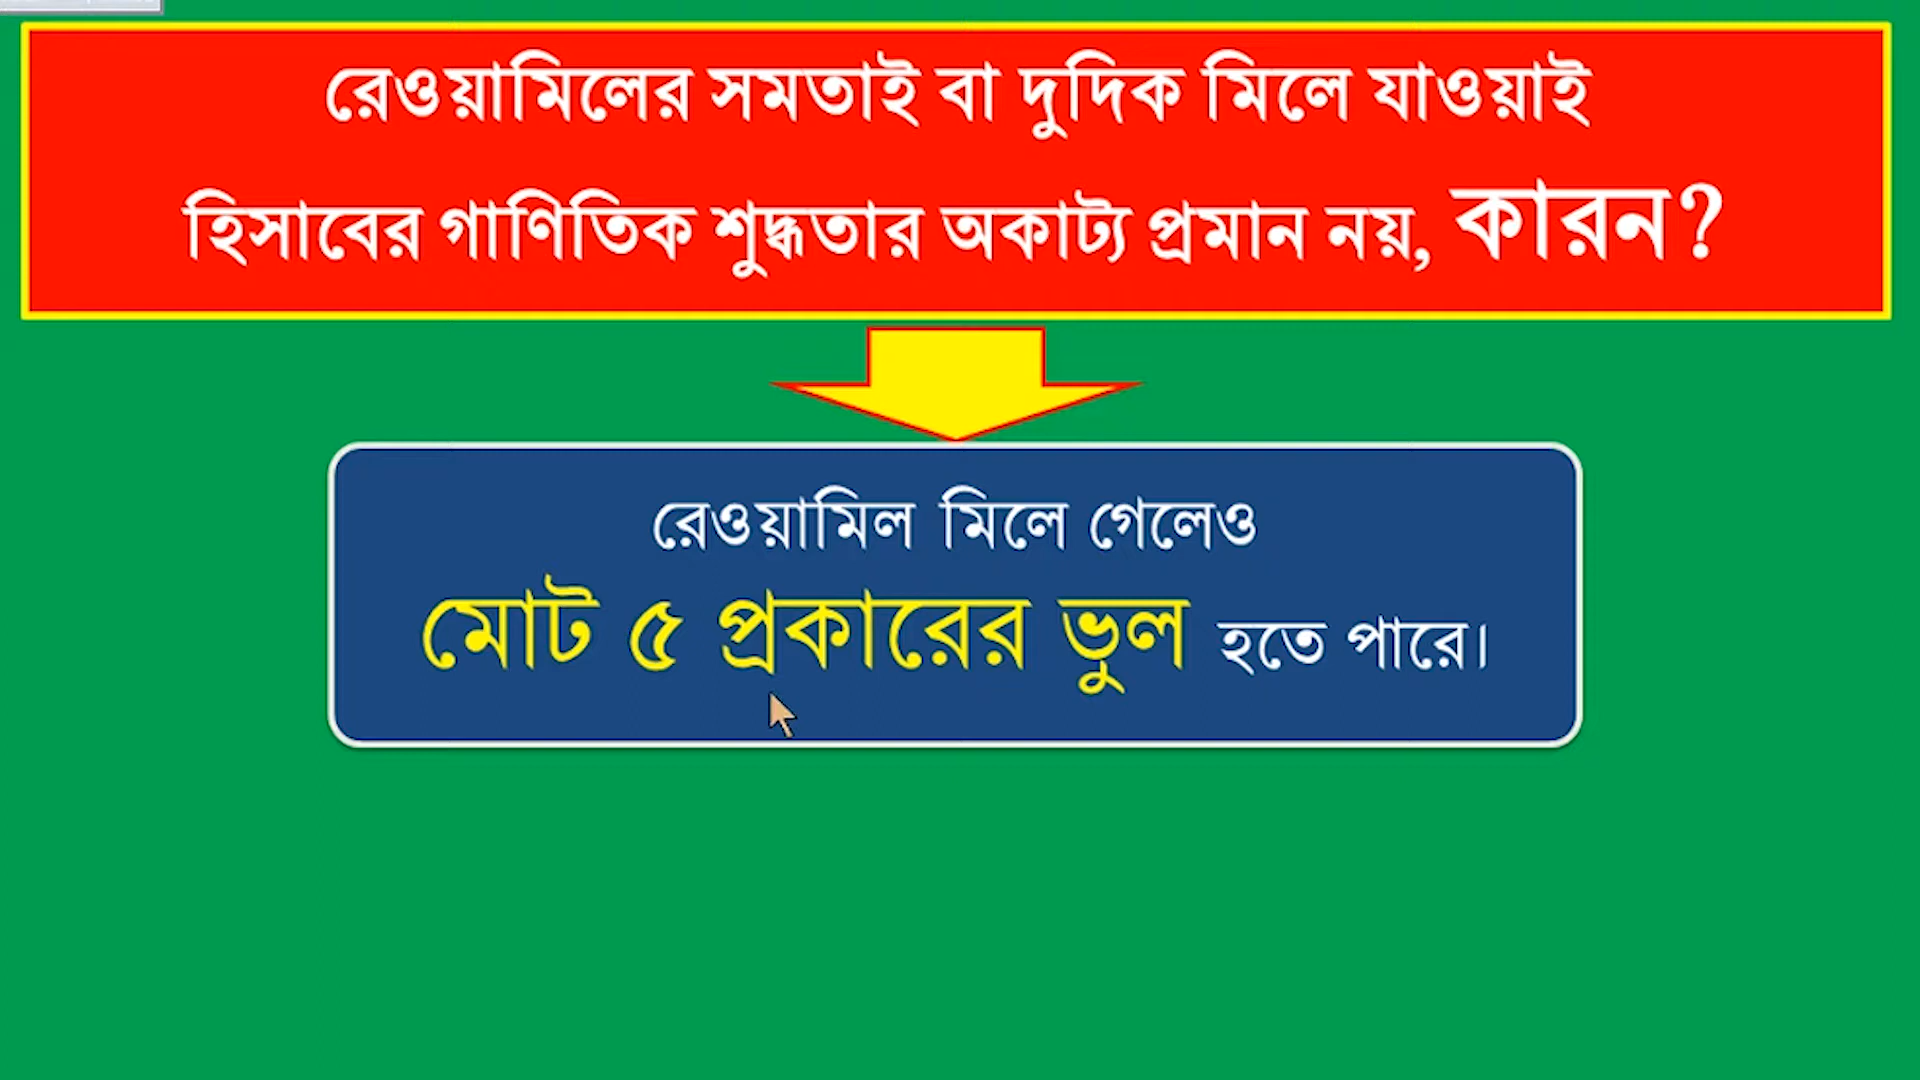 রেওয়ামিলের সমতাই বা দুদিক মিলে যাওয়াই
হিসাবের গাণিতিক শুদ্ধতার অকাট্য প্রমান নয়, কারন?
রেওয়ামিল মিলে গেলেও
মোট ৫ প্রকারের ভুল হতে পারে।